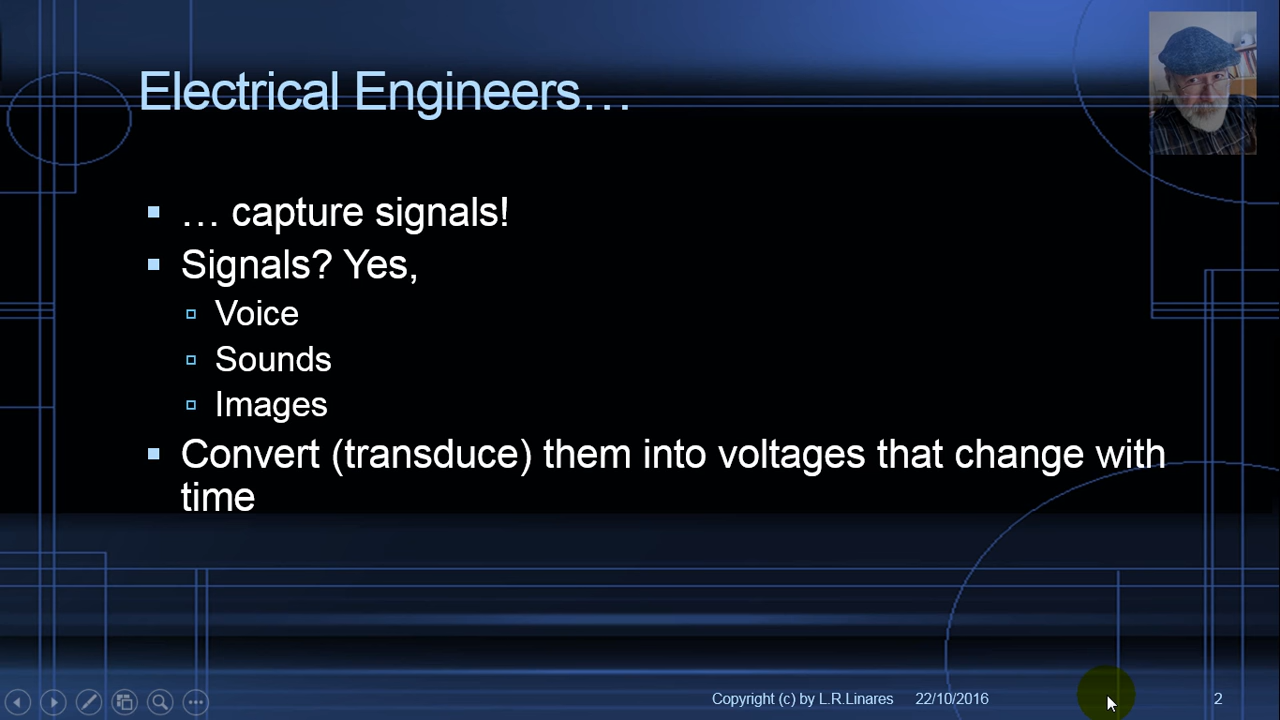 Electrical Engineers…
… capture signals!
Signals? Yes,
Voice
Sounds
Images
Convert (transduce) them into voltages that change with
time
Copyright (c) by L.R.Linares 22/10/2016 2